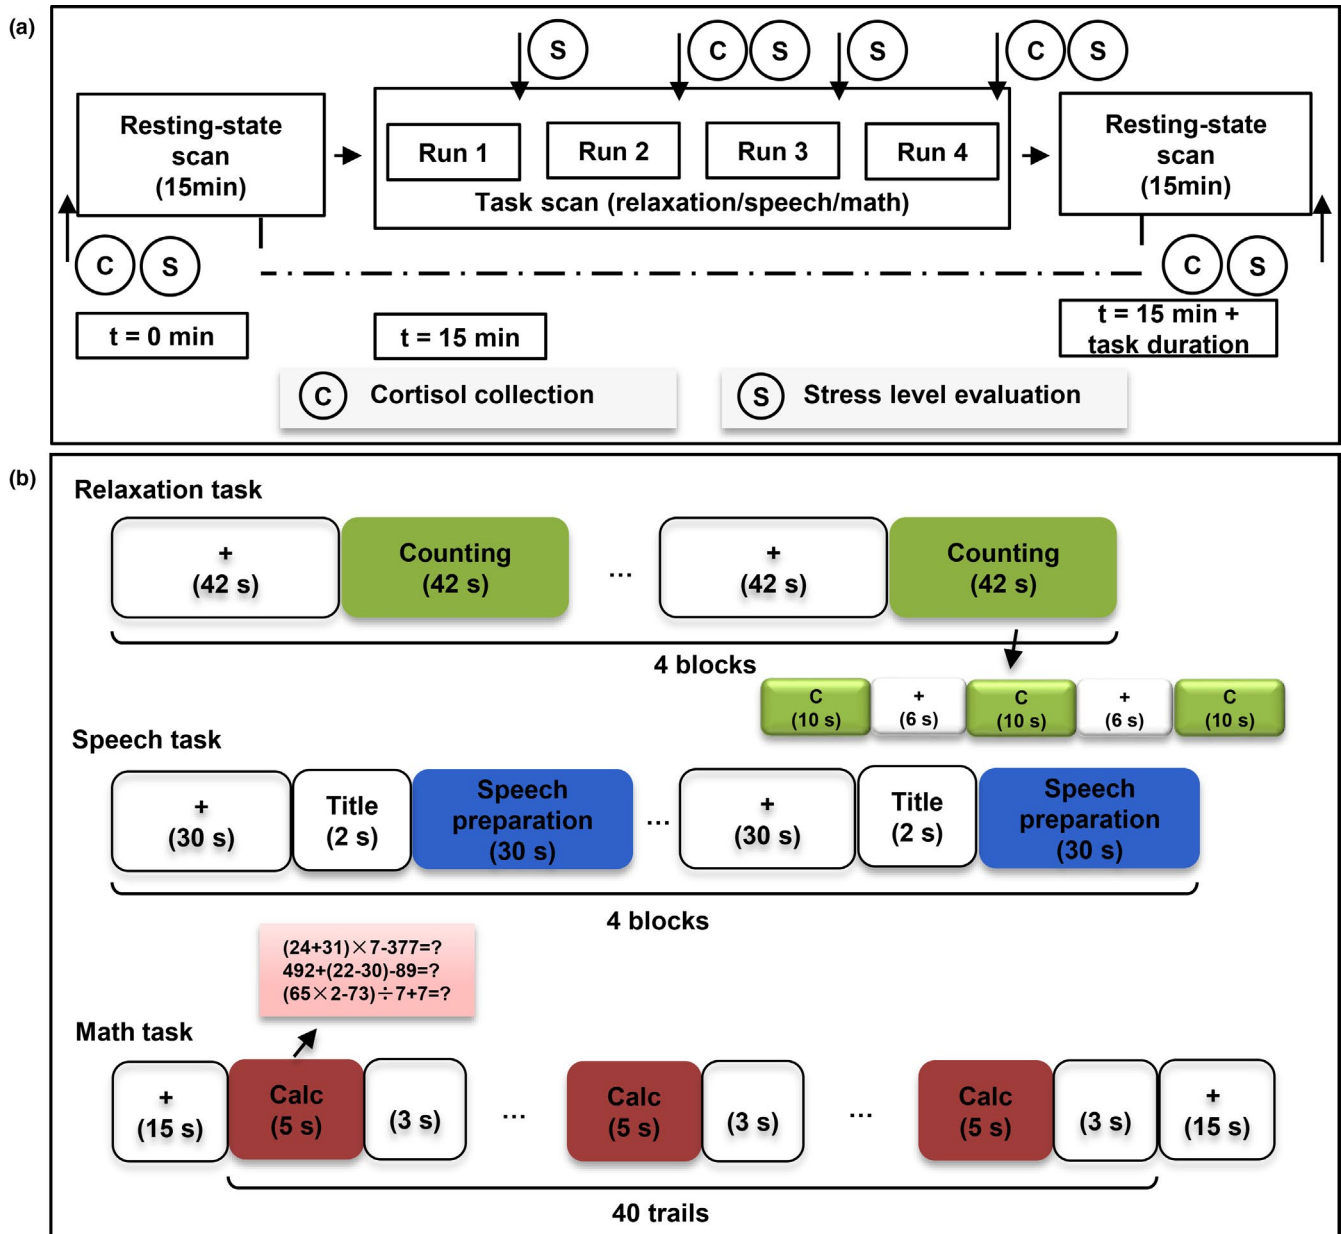 (a)
S
C S
S
C S
Resting-state
scan
(15min)
Run 1
Run 2
Run 3
Run 4
Task scan (relaxation/speech/math)
Resting-state
scan
(15min)
C S
C S
t = 0 min
t = 15 min
t = 15 min +
task duration
C Cortisol collection
S Stress level evaluation
(b)
Relaxation task
+
(42 s)
Counting
(42 s)
...
+
(42 s)
Counting
(42 s)
4 blocks
C
(10 s)
+
(6 s)
C
(10 s)
+
(6 s)
C
(10 s)
Speech task
+
(30 s)
Title
(2 s)
Speech
preparation
(30 s)
...
+
(30 s)
Title
(2 s)
Speech
preparation
(30 s)
4 blocks
(24+31)×7-377=?
492+(22-30)-89=?
(65×2-73)÷7+7=?
Math task
+
(15 s)
Calc
(5 s)
(3 s)
...
Calc
(5 s)
(3 s)
...
Calc
(5 s)
(3 s)
+
(15 s)
40 trails